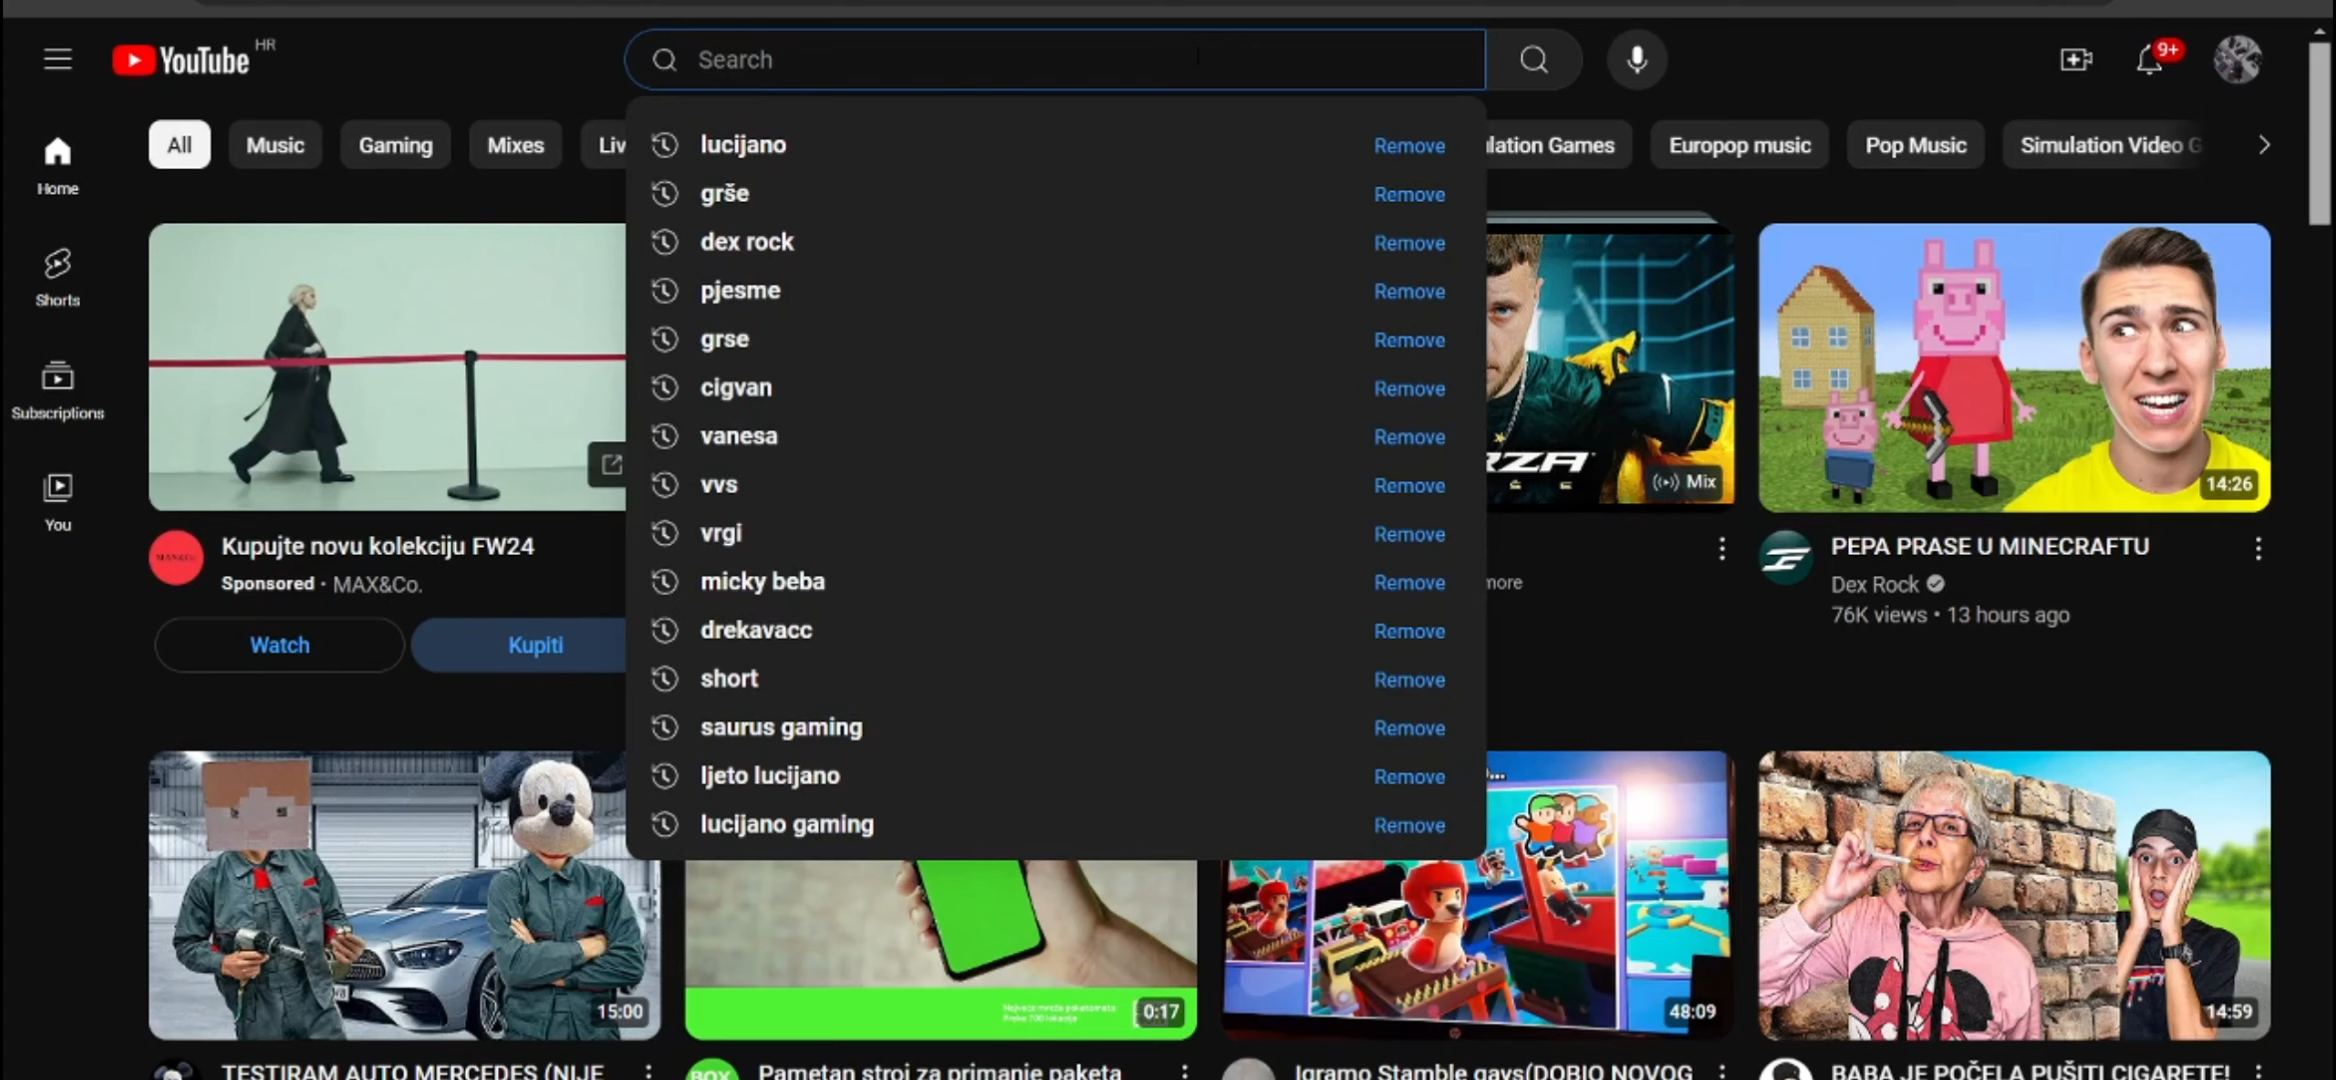 YouTube HR
Search
9+
All
Music
Gaming
Mixes
Liv
lation Games
Europop music
Pop Music
Simulation Video G
Home
Shorts
Subscriptions
You
lucijano Remove
grše Remove
dex rock Remove
pjesme Remove
grse Remove
cigvan Remove
vanesa Remove
vvs Remove
vrgi Remove
micky beba Remove
drekavacc Remove
short Remove
saurus gaming Remove
ljeto lucijano Remove
lucijano gaming Remove
Kupujte novu kolekciju FW24
Sponsored • MAX&Co.
Watch
Kupiti
RZA
Mix
more
14:26
PEPA PRASE U MINECRAFTU
Dex Rock
76K views • 13 hours ago
15:00
TESTIRAM AUTO MERCEDES (NIJE
0:17
BOX
Pametan stroj za primanje paketa
...
48:09
Igramo Stamble gays(DOBIO NOVOG
14:59
BABA JE POČELA PUŠITI CIGARETE!